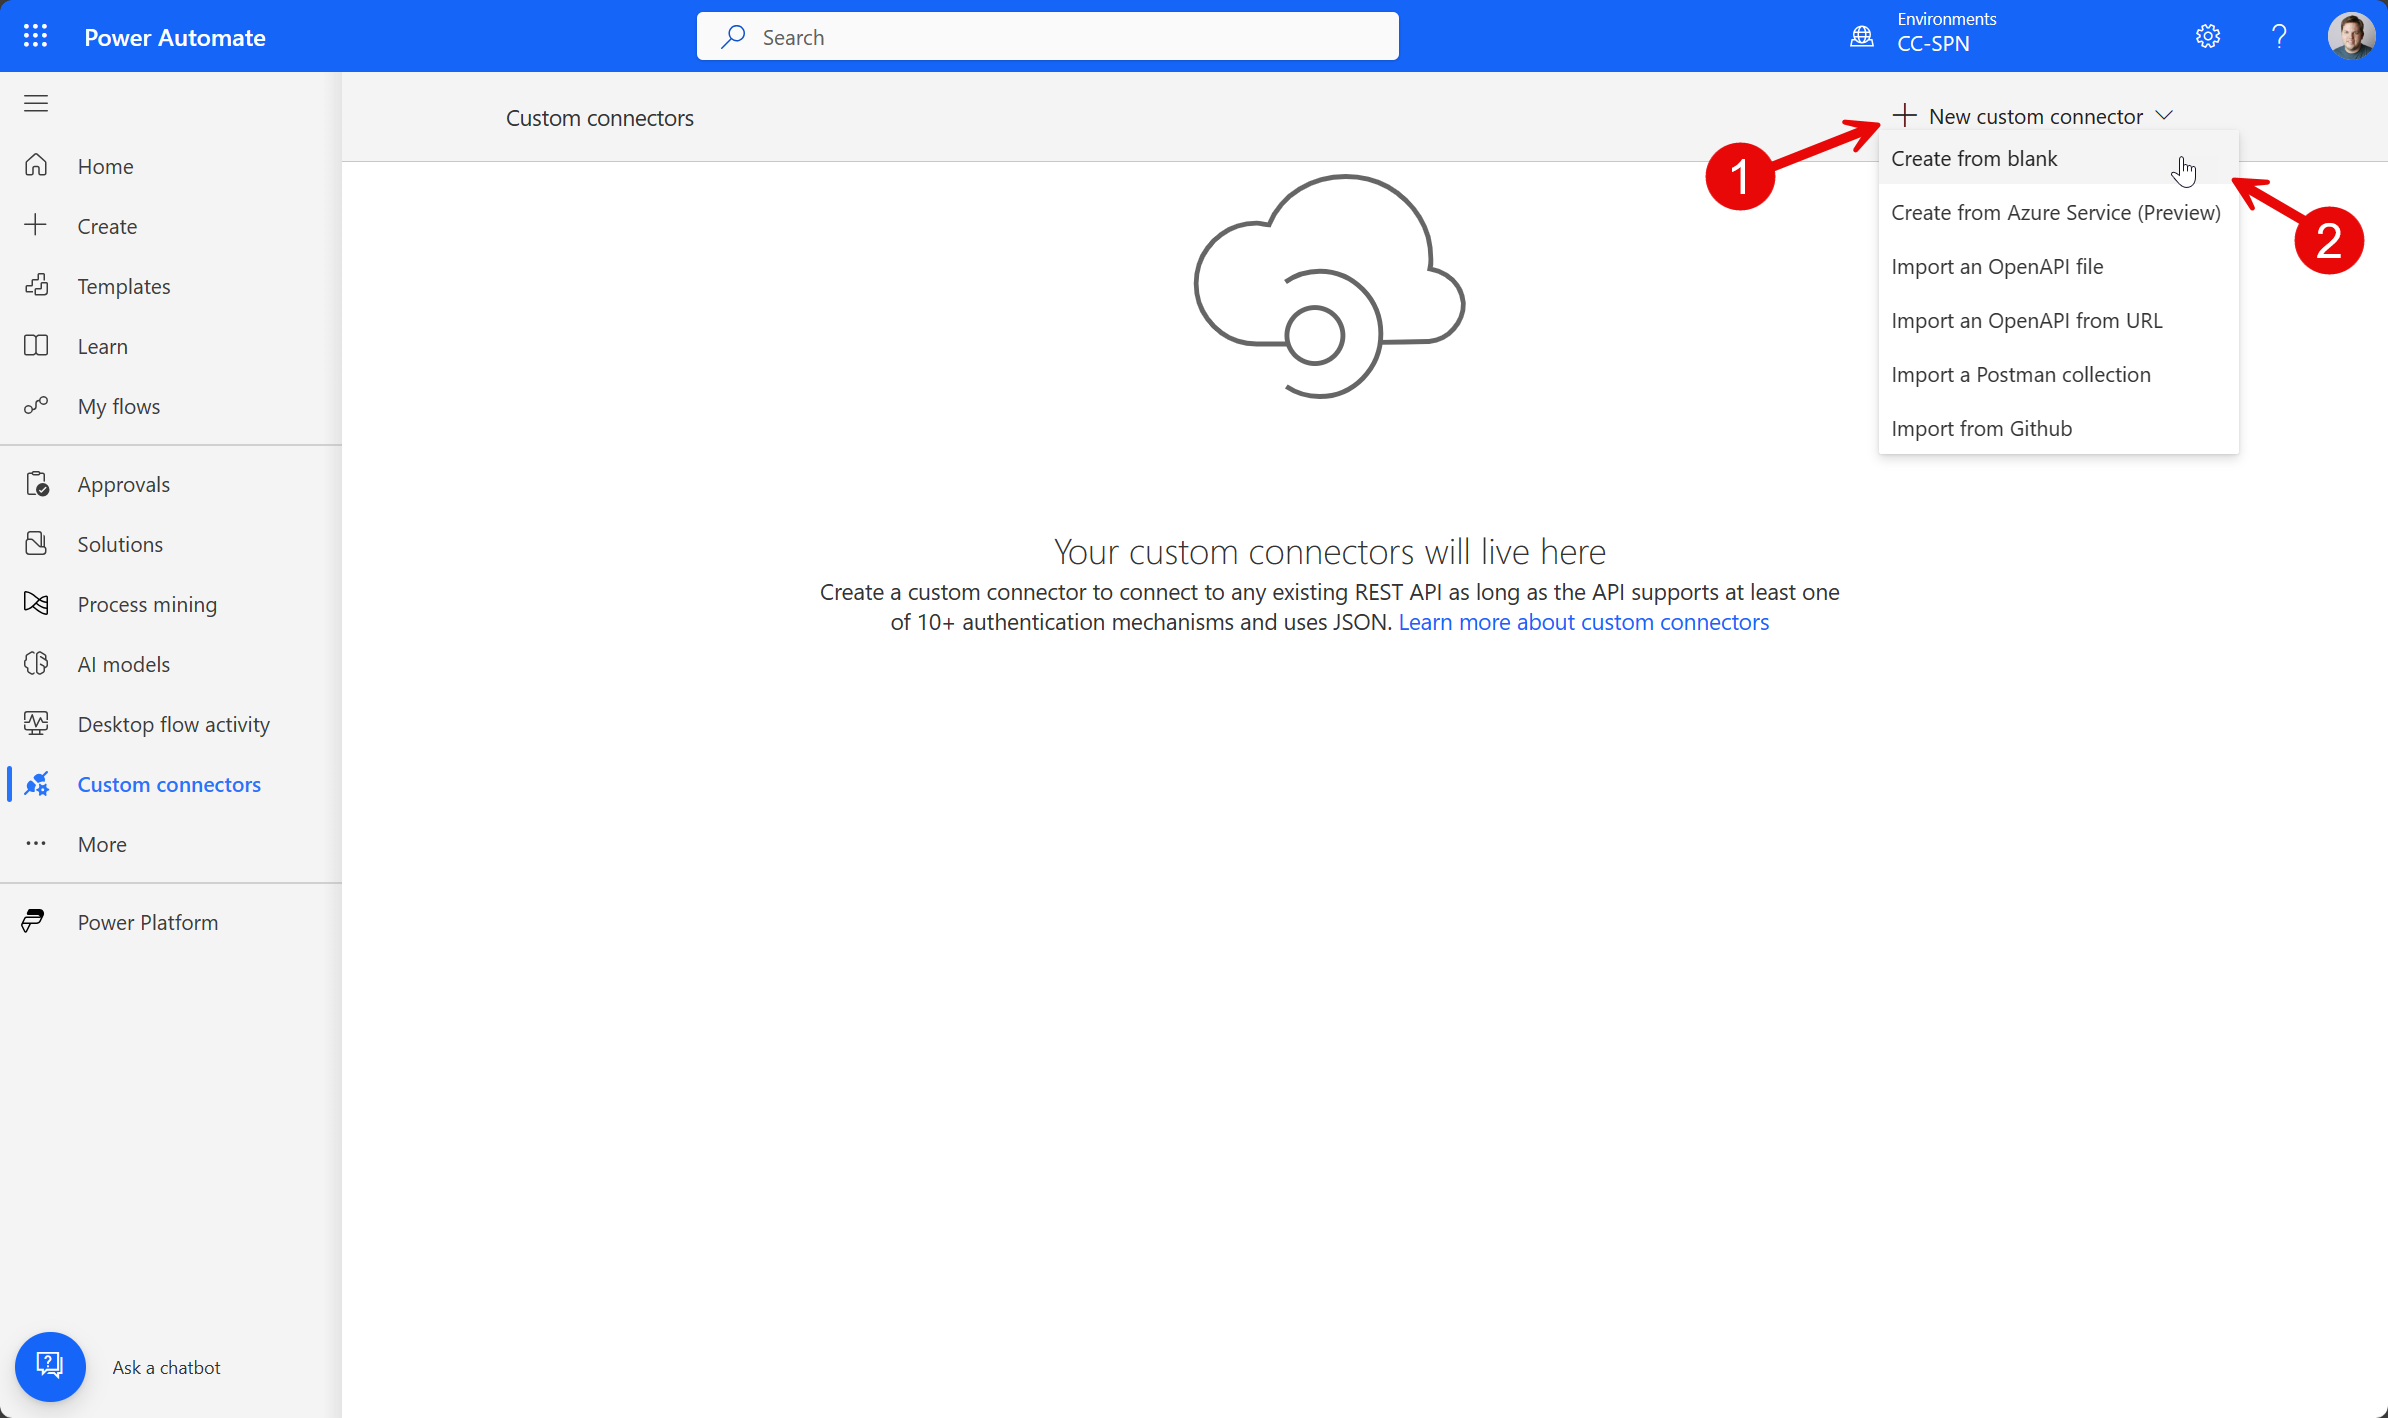 Power Automate
Search
Environments
CC-SPN
Custom connectors
New custom connector
Create from blank
Create from Azure Service (Preview)
Import an OpenAPI file
Import an OpenAPI from URL
Import a Postman collection
Import from Github
1
2
Home
Create
Templates
Learn
My flows
Approvals
Solutions
Process mining
AI models
Desktop flow activity
Custom connectors
More
Power Platform
Your custom connectors will live here
Create a custom connector to connect to any existing REST API as long as the API supports at least one
of 10+ authentication mechanisms and uses JSON. Learn more about custom connectors
Ask a chatbot